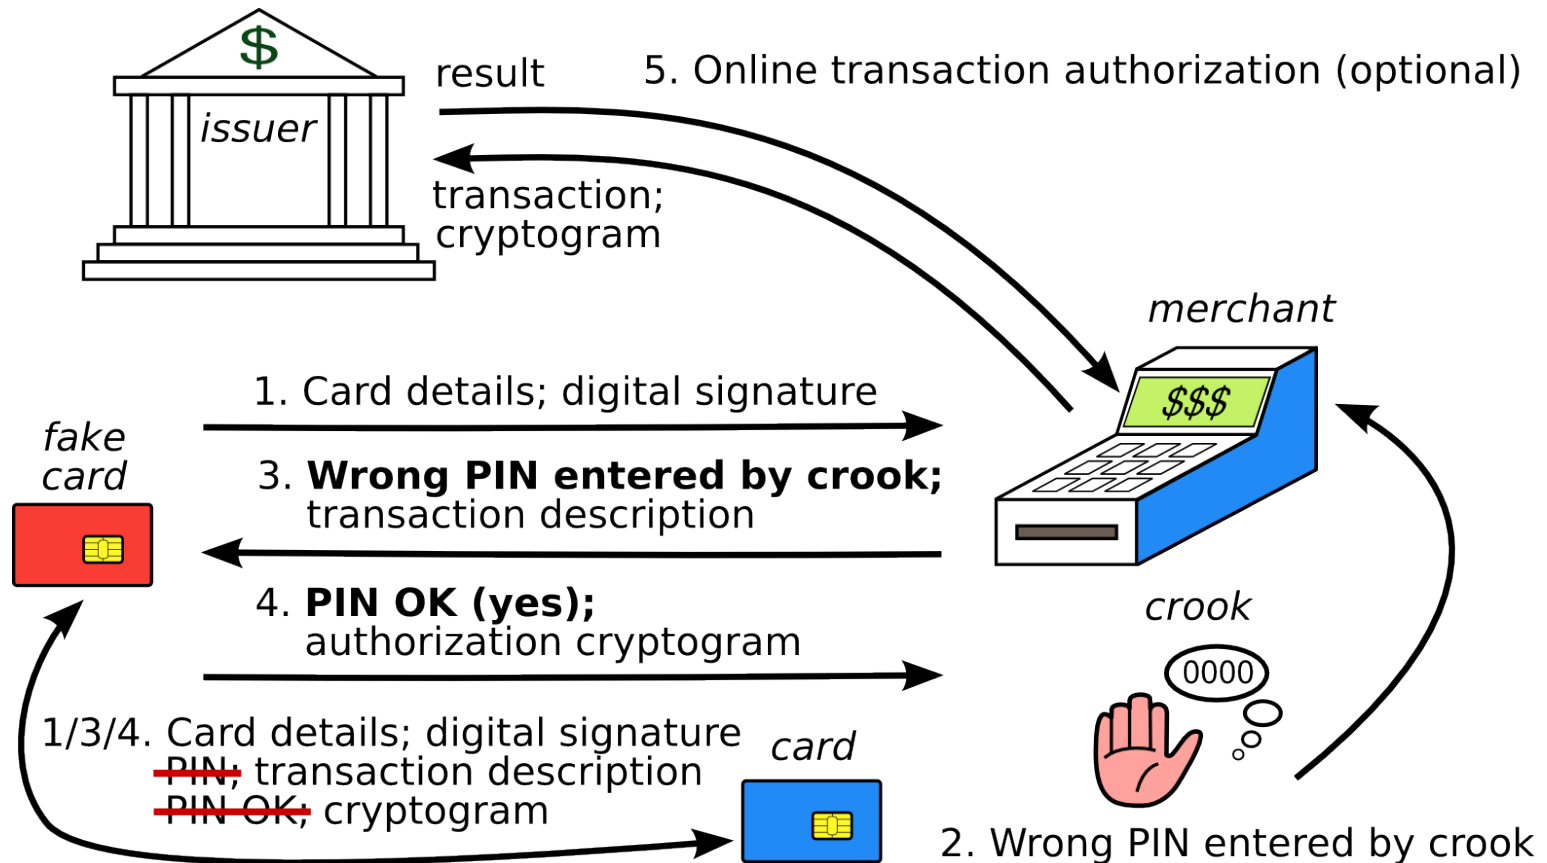 $
issuer
result
5. Online transaction authorization (optional)
transaction;
cryptogram
merchant
$$$
1. Card details; digital signature
fake
card
3. Wrong PIN entered by crook;
transaction description
4. PIN OK (yes);
authorization cryptogram
crook
0000
1/3/4. Card details; digital signature
PIN; transaction description
PIN OK; cryptogram
card
2. Wrong PIN entered by crook